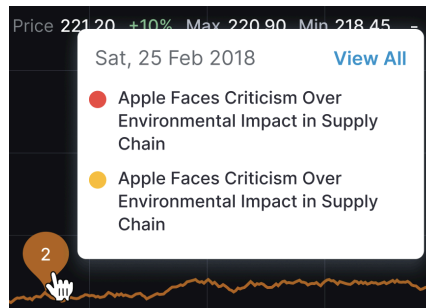 Price 221.20 +10% Max 220.90 Min 218.45 -
Sat, 25 Feb 2018 View All
Apple Faces Criticism Over
Environmental Impact in Supply
Chain
Apple Faces Criticism Over
Environmental Impact in Supply
Chain
2